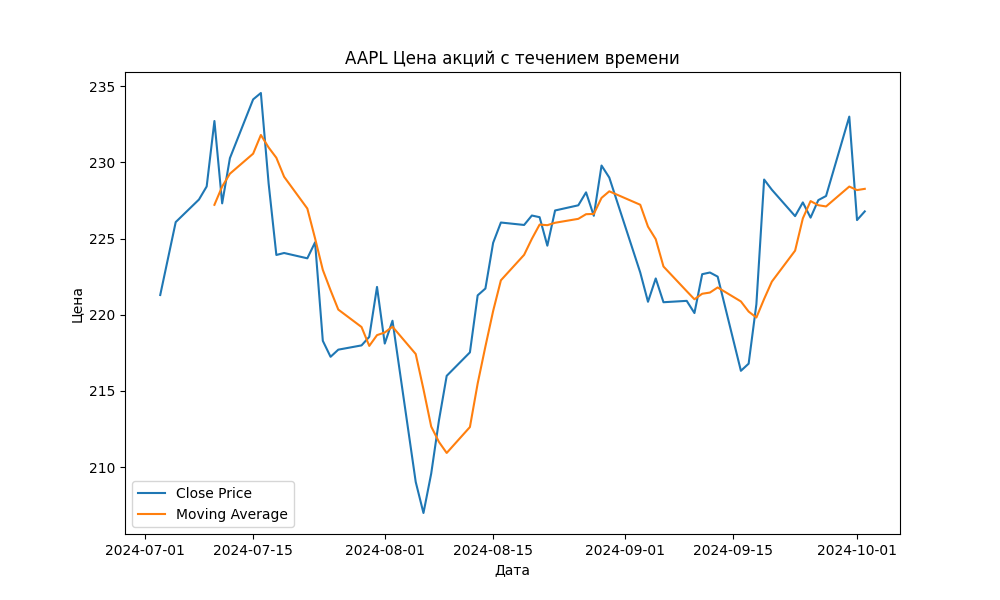 AAPL Цена акций с течением времени
Цена
235
230
225
220
215
210
Close Price
Moving Average
2024-07-01
2024-07-15
2024-08-01
2024-08-15
2024-09-01
2024-09-15
2024-10-01
Дата